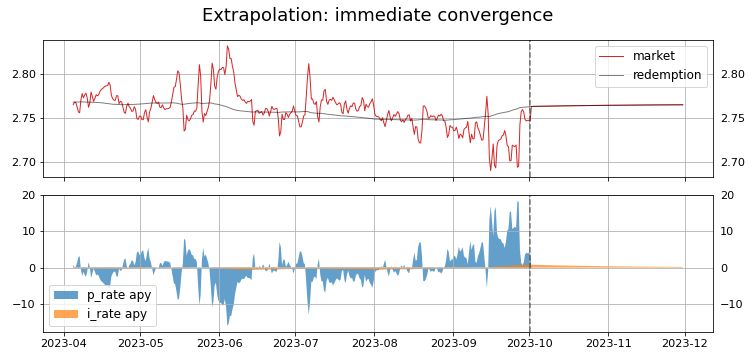 Extrapolation: immediate convergence
market
redemption
2.80
2.80
2.75
2.75
2.70
2.70
20
20
10
10
0
0
−10
−10
p_rate apy
i_rate apy
2023-04 2023-05 2023-06 2023-07 2023-08 2023-09 2023-10 2023-11 2023-12